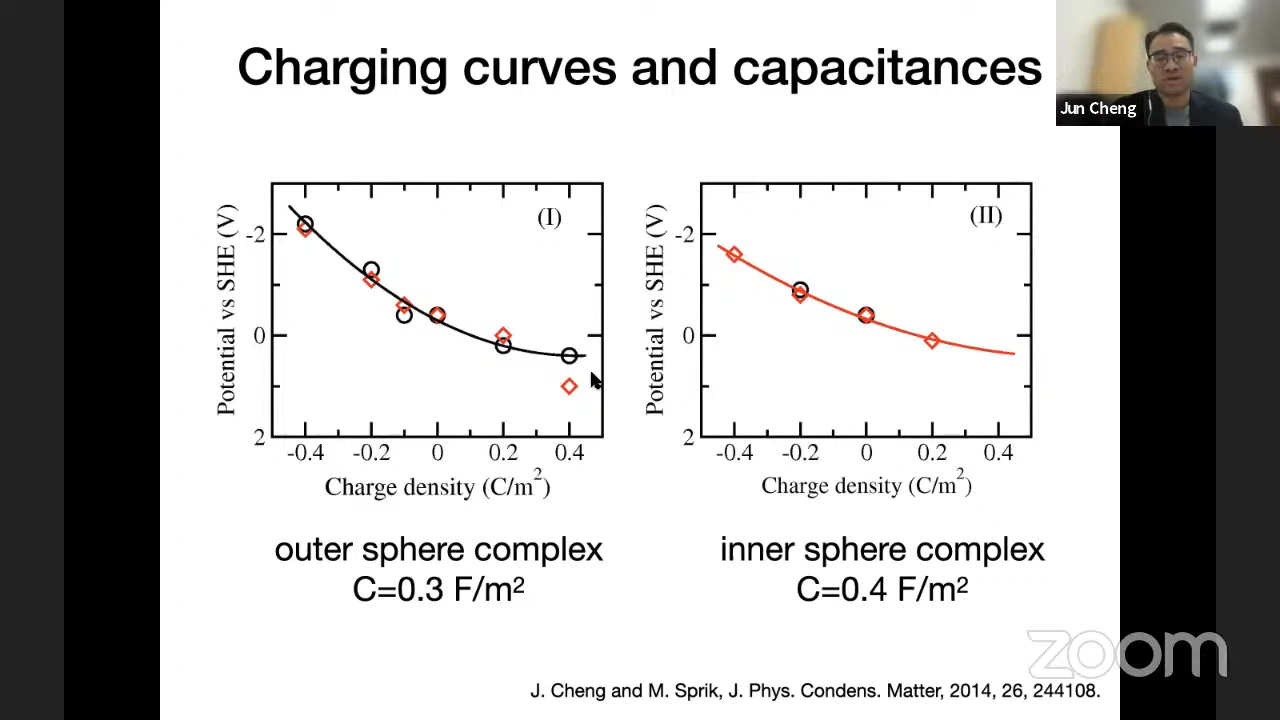 Charging curves and capacitances
Jun Cheng
(I)
Potential vs SHE (V)
-2
0
2
-0.4 -0.2 0 0.2 0.4
Charge density (C/m²)
(II)
Potential vs SHE (V)
-2
0
2
-0.4 -0.2 0 0.2 0.4
Charge density (C/m²)
outer sphere complex
C=0.3 F/m²
inner sphere complex
C=0.4 F/m²
zoom
J. Cheng and M. Sprik, J. Phys. Condens. Matter, 2014, 26, 244108.